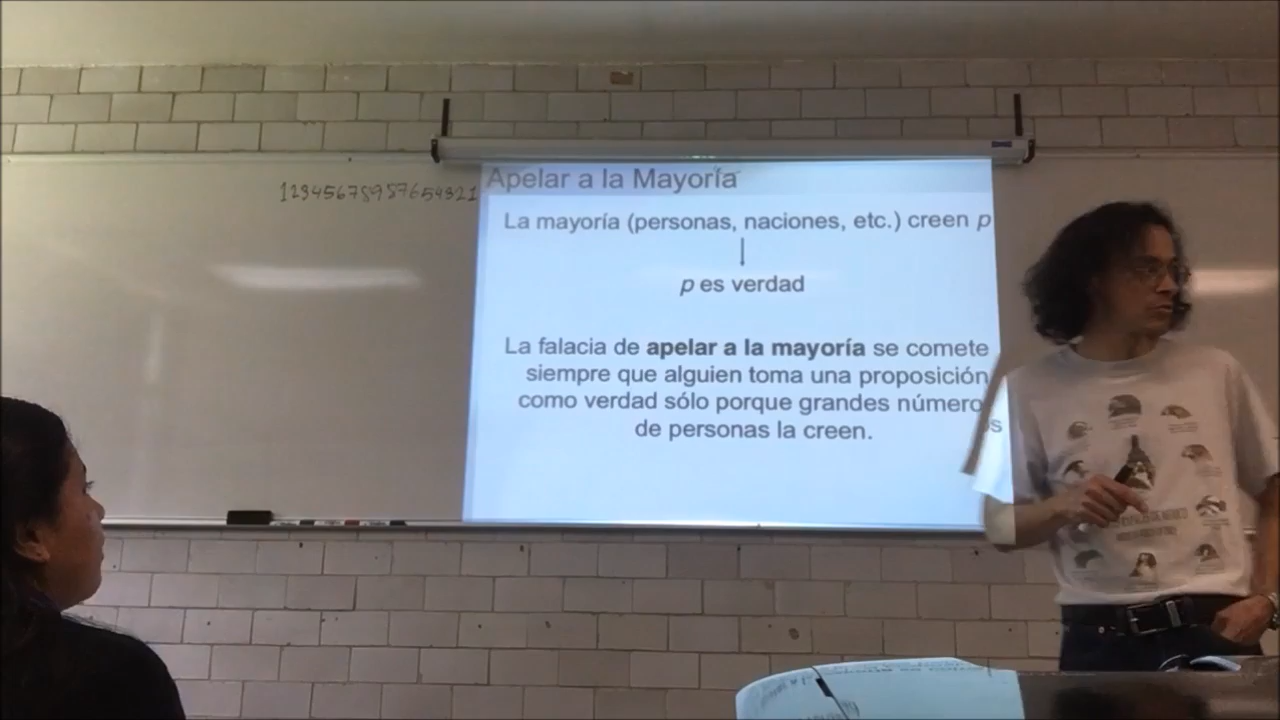 12345678987654321
Apelar a la Mayoría
La mayoría (personas, naciones, etc.) creen p
p es verdad
La falacia de apelar a la mayoría se comete
siempre que alguien toma una proposición
como verdad sólo porque grandes números
de personas la creen.